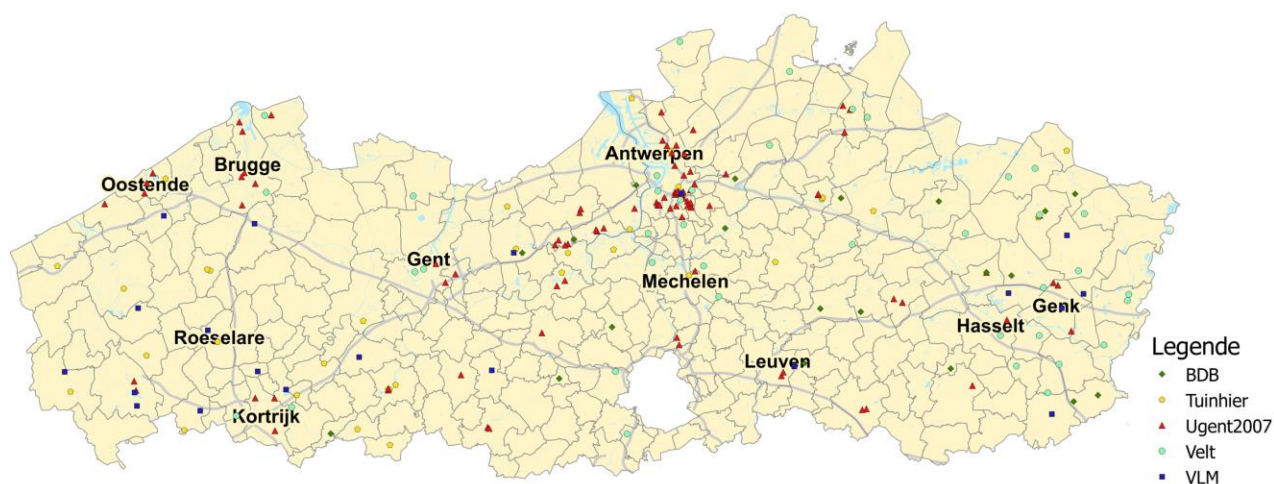 Antwerpen
Brugge
Oostende
Gent
Mechelen
Genk
Hasselt
Roeselare
Leuven
Kortrijk
Legende
BDB
Tuinhier
Ugent2007
Velt
VLM